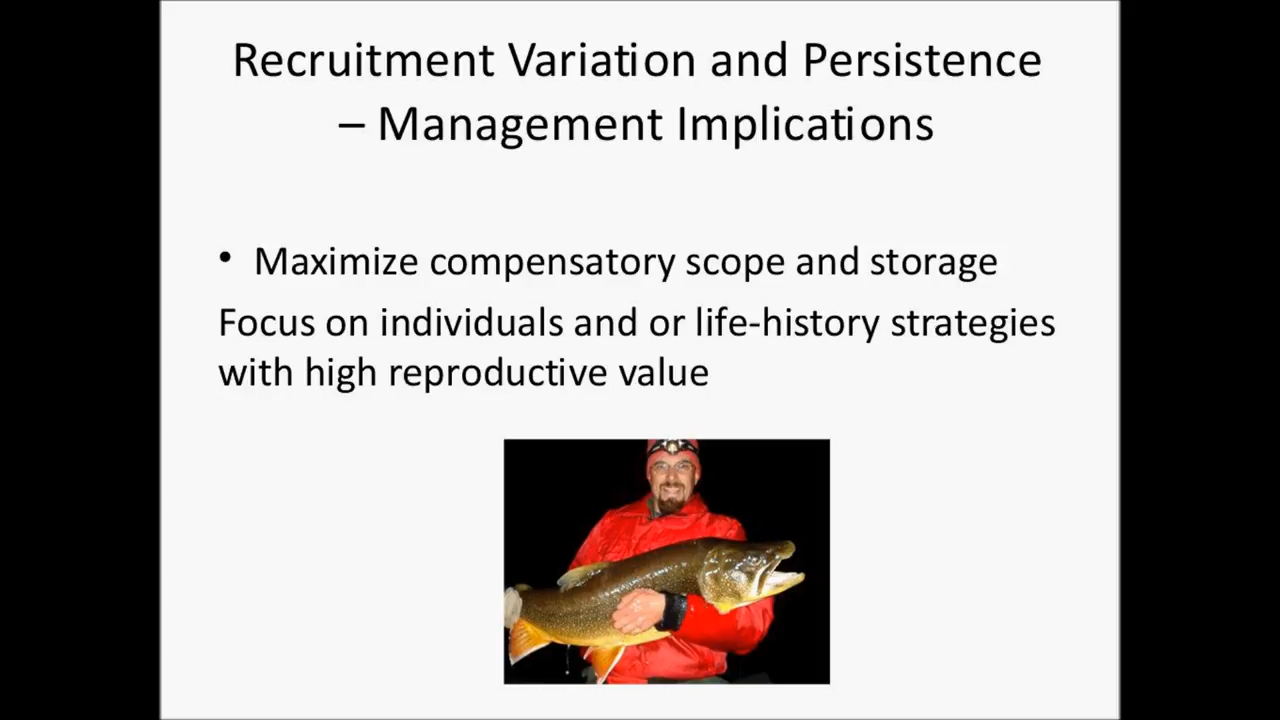 Recruitment Variation and Persistence
– Management Implications
• Maximize compensatory scope and storage
Focus on individuals and or life-history strategies
with high reproductive value